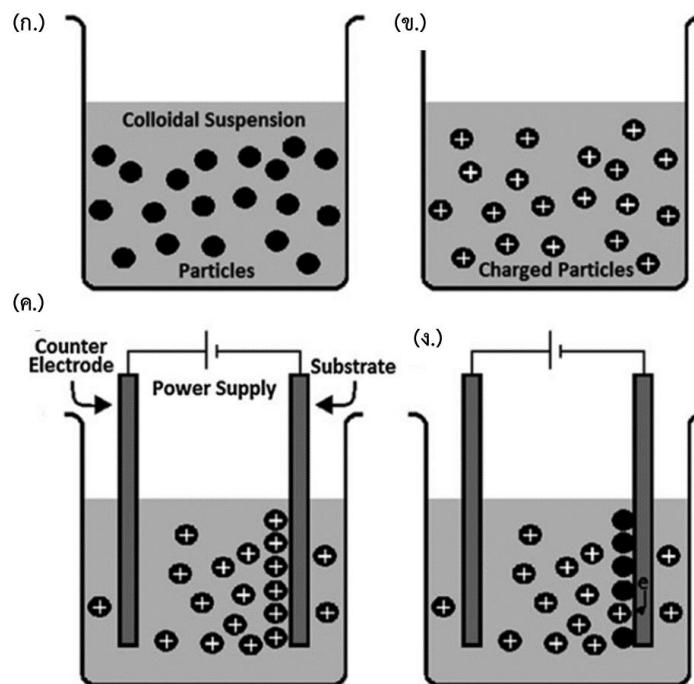 (ก.)
(ข.)
Colloidal Suspension
Particles
Charged Particles
(ค.)
(ง.)
Counter
Electrode
Substrate
Power Supply
e